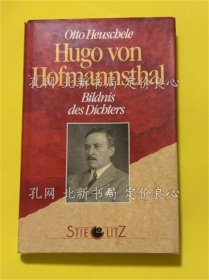 Otto Heuschele
Hugo von
Hofmannsthal
Bildnis
des Dichters
孔网 北新书局 定价良心
孔网 北新书局 定价良心
STIEGLITZ